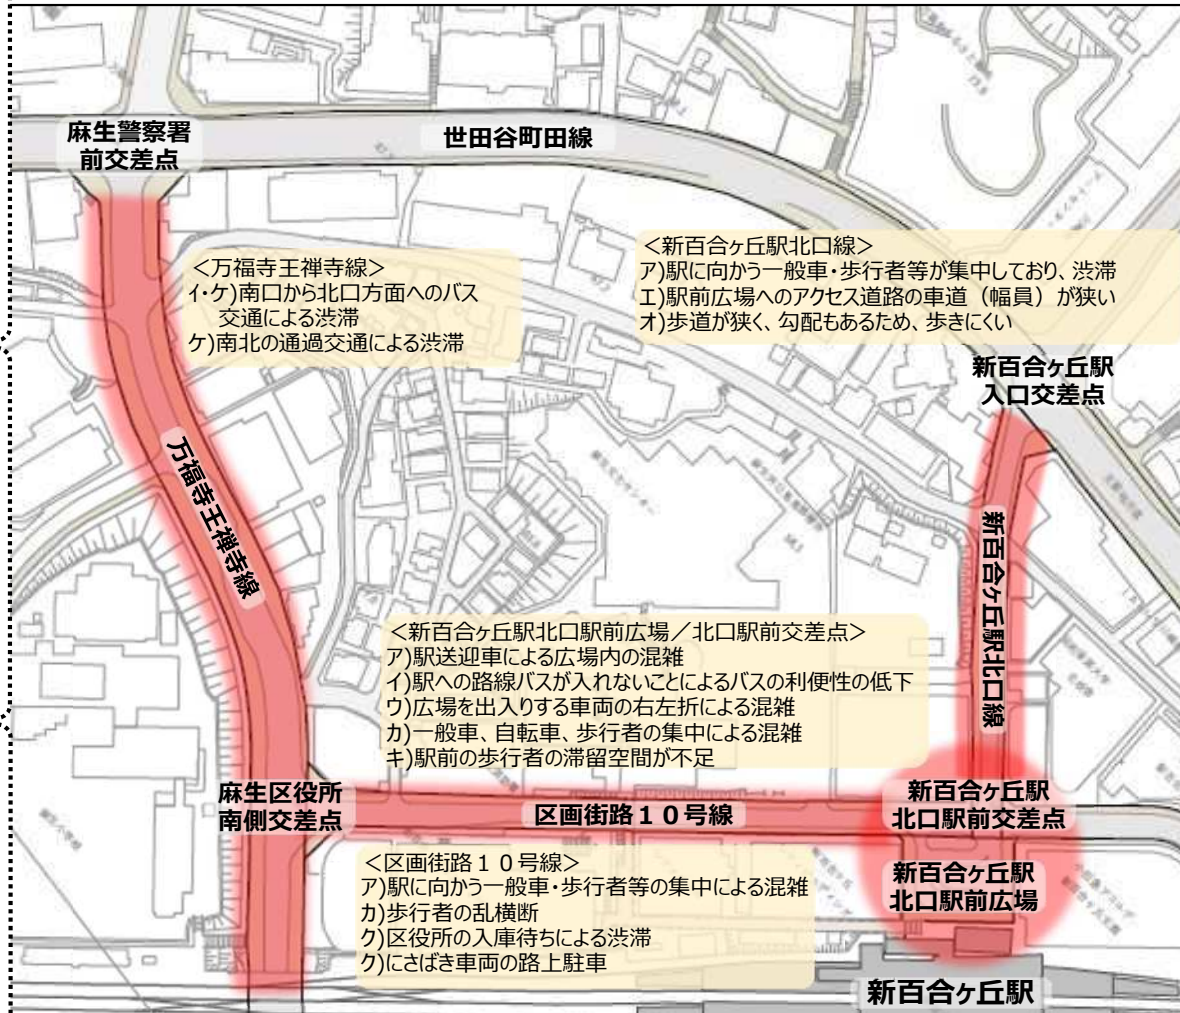 麻生警察署
前交差点
世田谷町田線
＜万福寺王禅寺線＞
イ・ケ)南口から北口方面へのバス
交通による渋滞
ケ)南北の通過交通による渋滞
＜新百合ヶ丘駅北口線＞
ア)駅に向かう一般車・歩行者等が集中しており、渋滞
エ)駅前広場へのアクセス道路の車道（幅員）が狭い
オ)歩道が狭く、勾配もあるため、歩きにくい
新百合ヶ丘駅
入口交差点
万福寺王禅寺線
新百合ヶ丘駅北口線
＜新百合ヶ丘駅北口駅前広場／北口駅前交差点＞
ア)駅送迎車による広場内の混雑
イ)駅への路線バスが入れないことによるバスの利便性の低下
ウ)広場を出入りする車両の右左折による混雑
カ)一般車、自転車、歩行者の集中による混雑
キ)駅前の歩行者の滞留空間が不足
麻生区役所
南側交差点
区画街路１０号線
新百合ヶ丘駅
北口駅前交差点
＜区画街路１０号線＞
ア)駅に向かう一般車・歩行者等の集中による混雑
カ)歩行者の乱横断
ク)区役所の入庫待ちによる渋滞
ク)にさばき車両の路上駐車
新百合ヶ丘駅
北口駅前広場
新百合ヶ丘駅